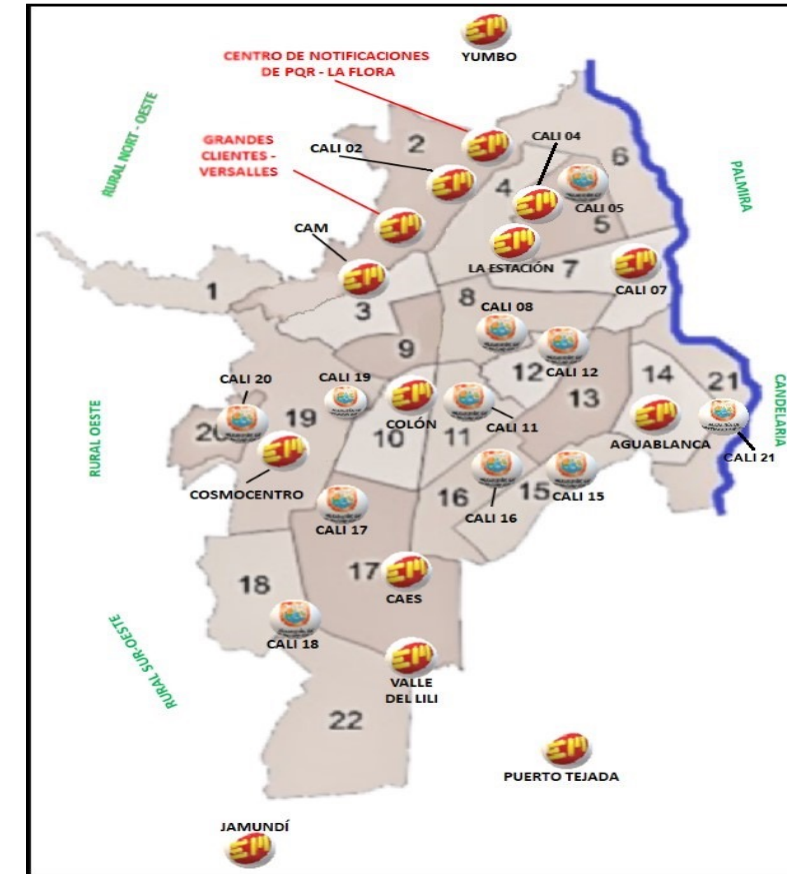 YUMBO
CENTRO DE NOTIFICACIONES
DE PQR - LA FLORA
GRANDES
CLIENTES -
VERSALLES
CALI 02
2
CALI 04
4
6
CALI 05
5
RURAL NORT - OESTE
PALMIRA
CAM
LA ESTACIÓN
7
CALI 07
1
3
8
CALI 08
9
12
CALI 12
CALI 20
CALI 19
20
19
COLÓN
10
11
CALI 11
13
14
21
AGUABLANCA
CALI 21
CANDELARIA
RURAL OESTE
COSMOCENTRO
CALI 17
16
CALI 16
15
CALI 15
18
17
CAES
CALI 18
RURAL SUR-OESTE
VALLE
DEL LILI
22
PUERTO TEJADA
JAMUNDÍ